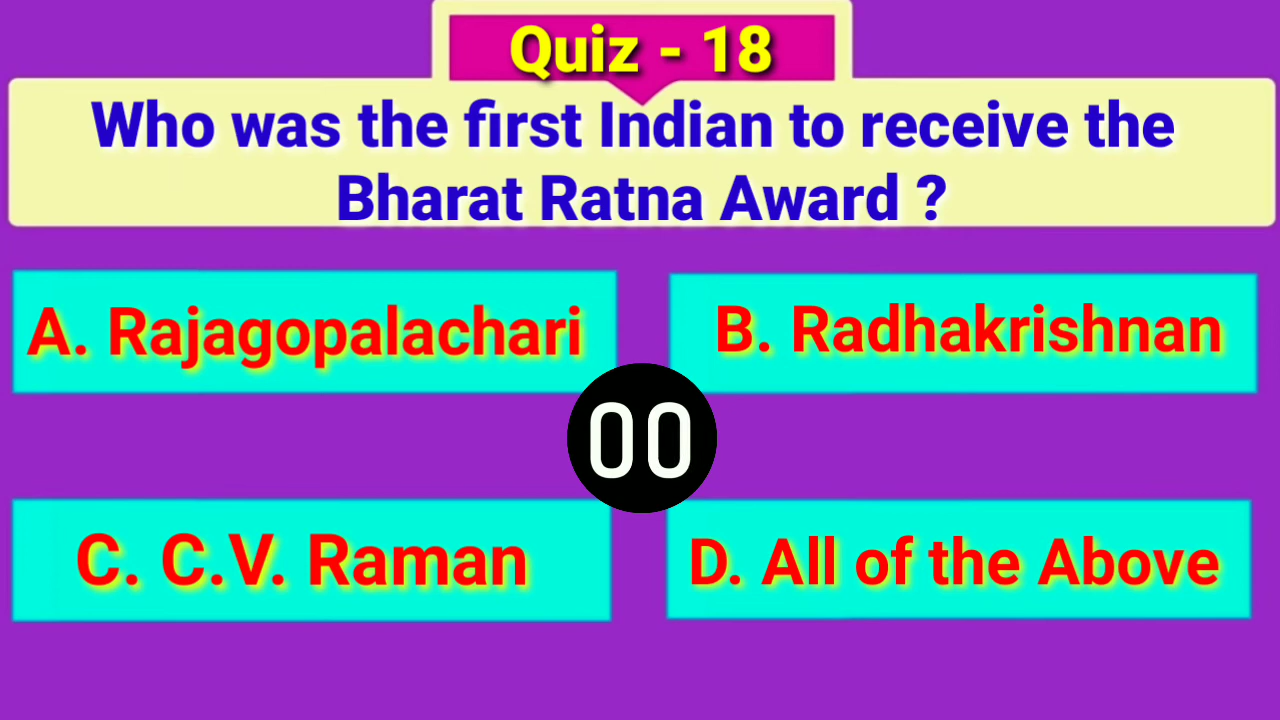 Quiz - 18
Who was the first Indian to receive the
Bharat Ratna Award ?
A. Rajagopalachari
B. Radhakrishnan
00
C. C.V. Raman
D. All of the Above